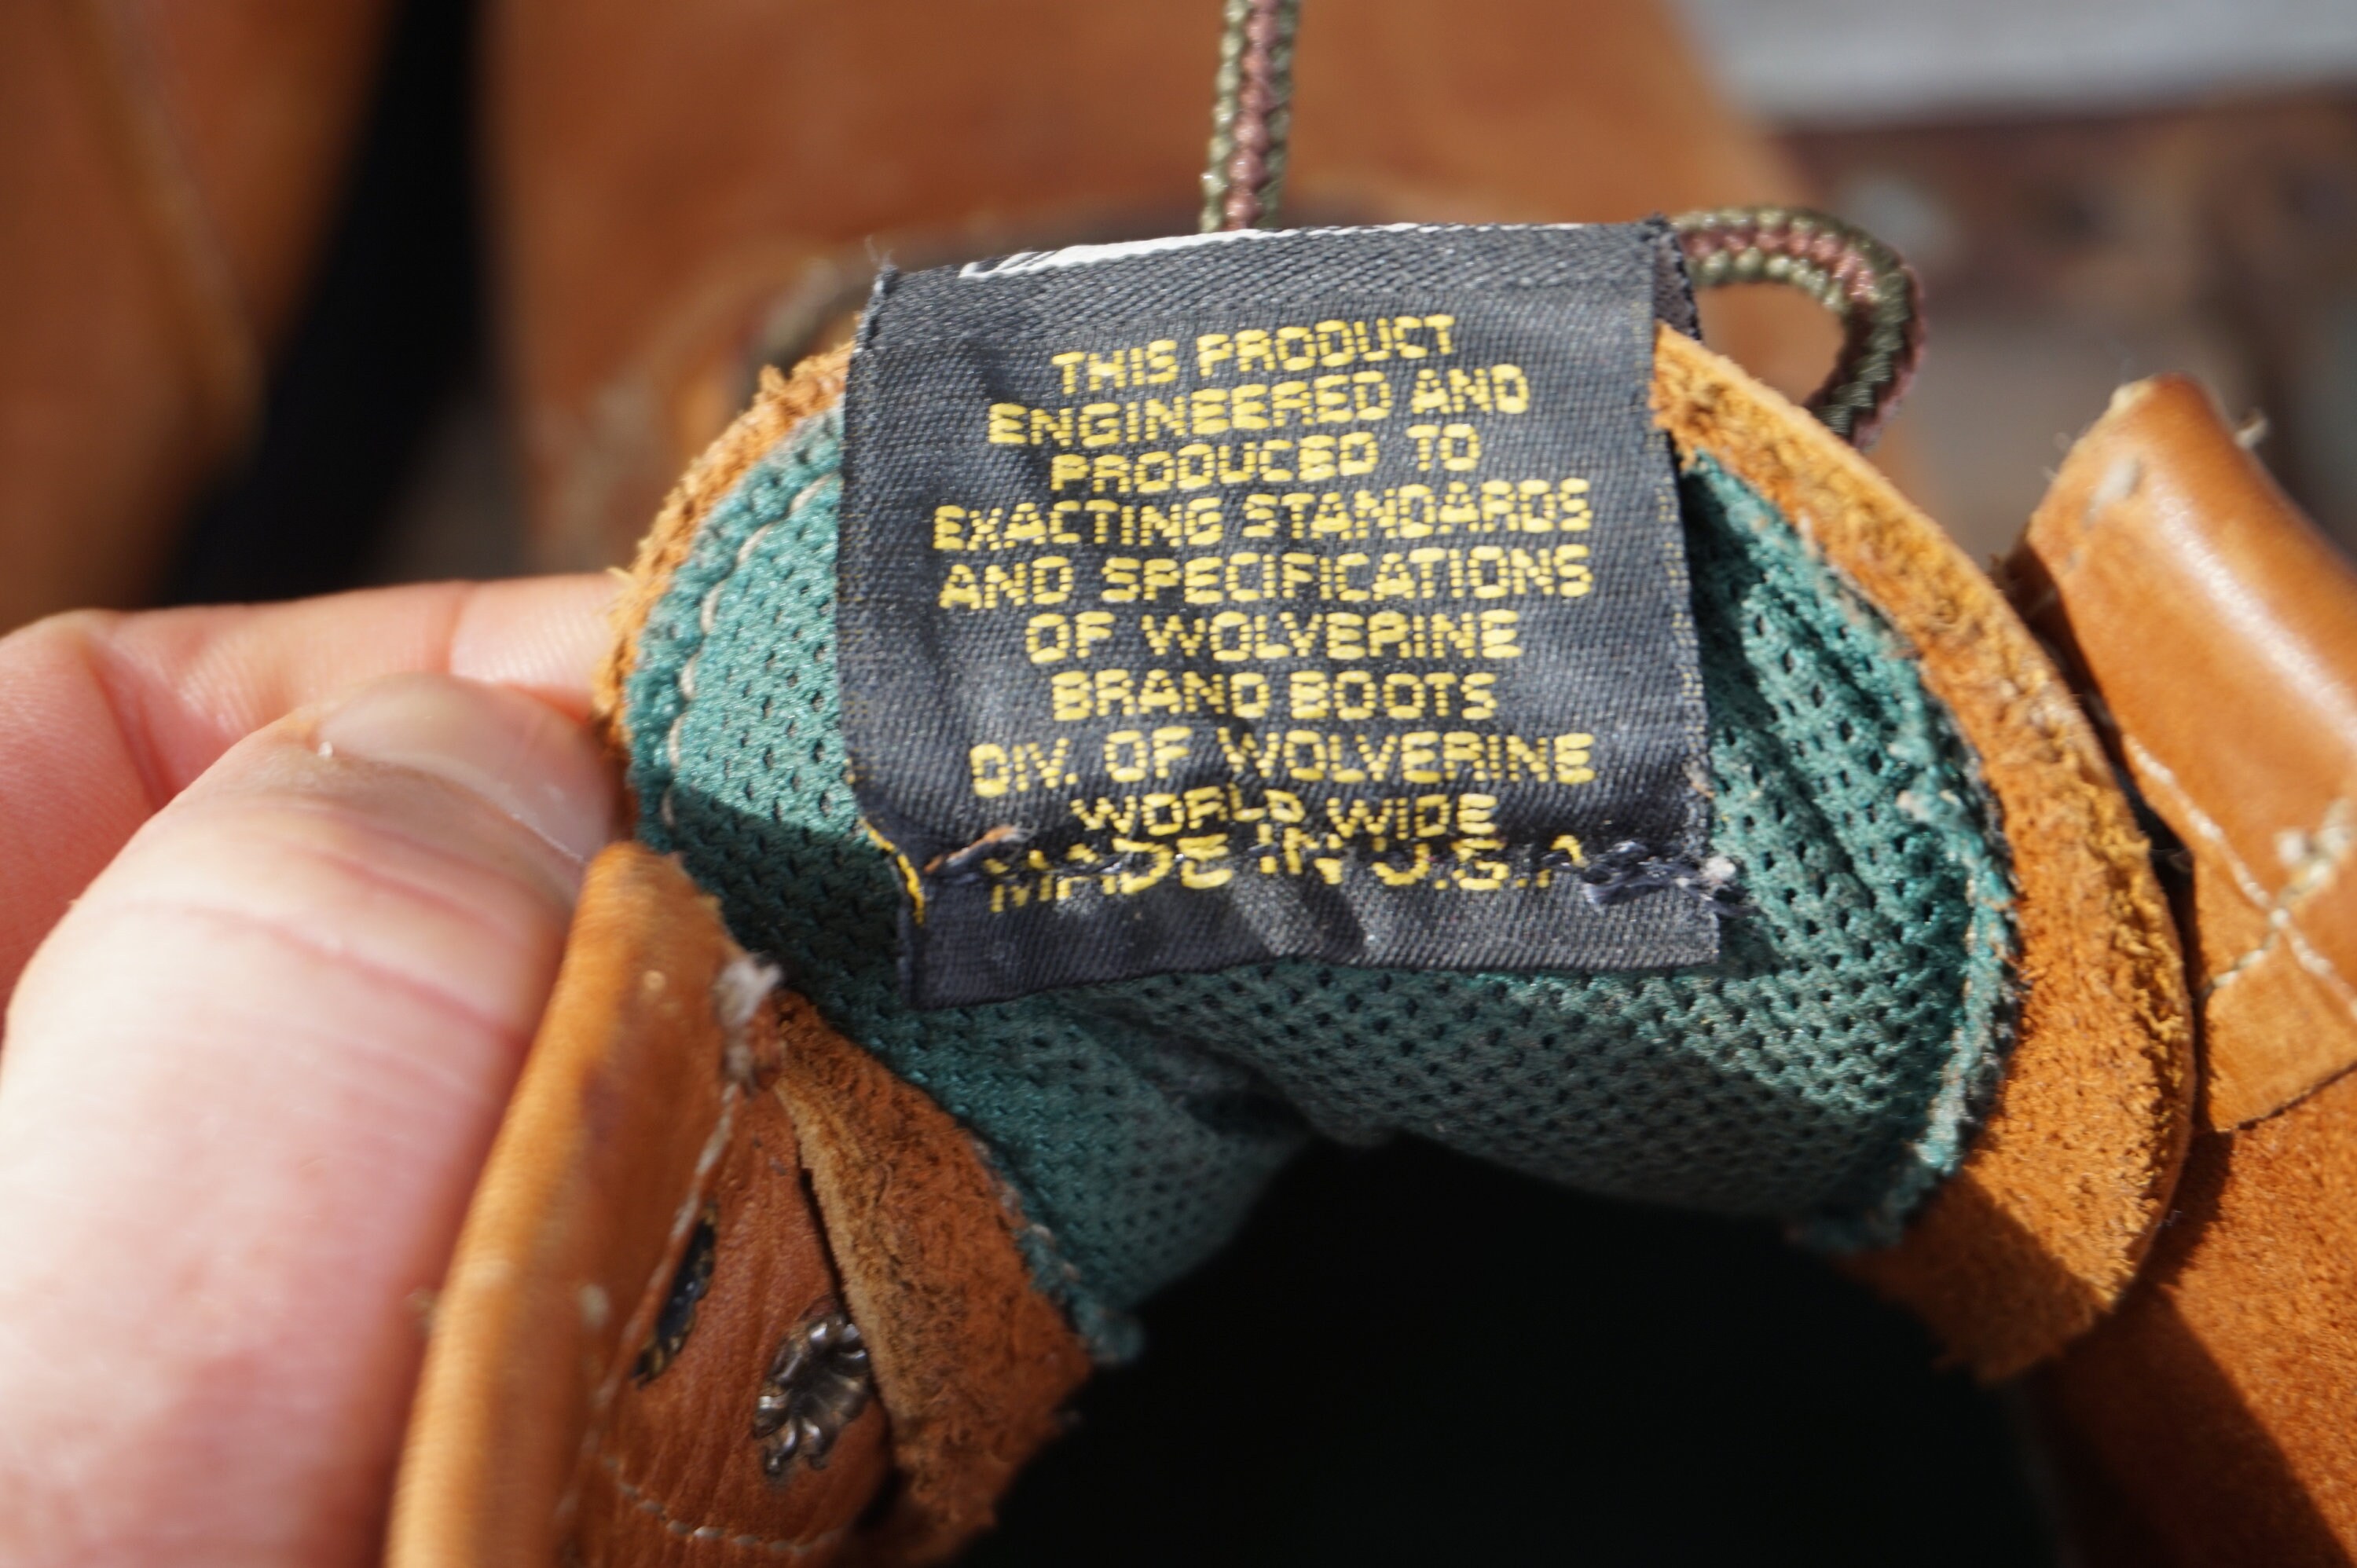 THIS PRODUCT
ENGINEERED AND
PRODUCED TO
EXACTING STANDARDS
AND SPECIFICATIONS
OF WOLVERINE
BRAND BOOTS
DIV. OF WOLVERINE
WORLD WIDE
MADE IN U.S.A